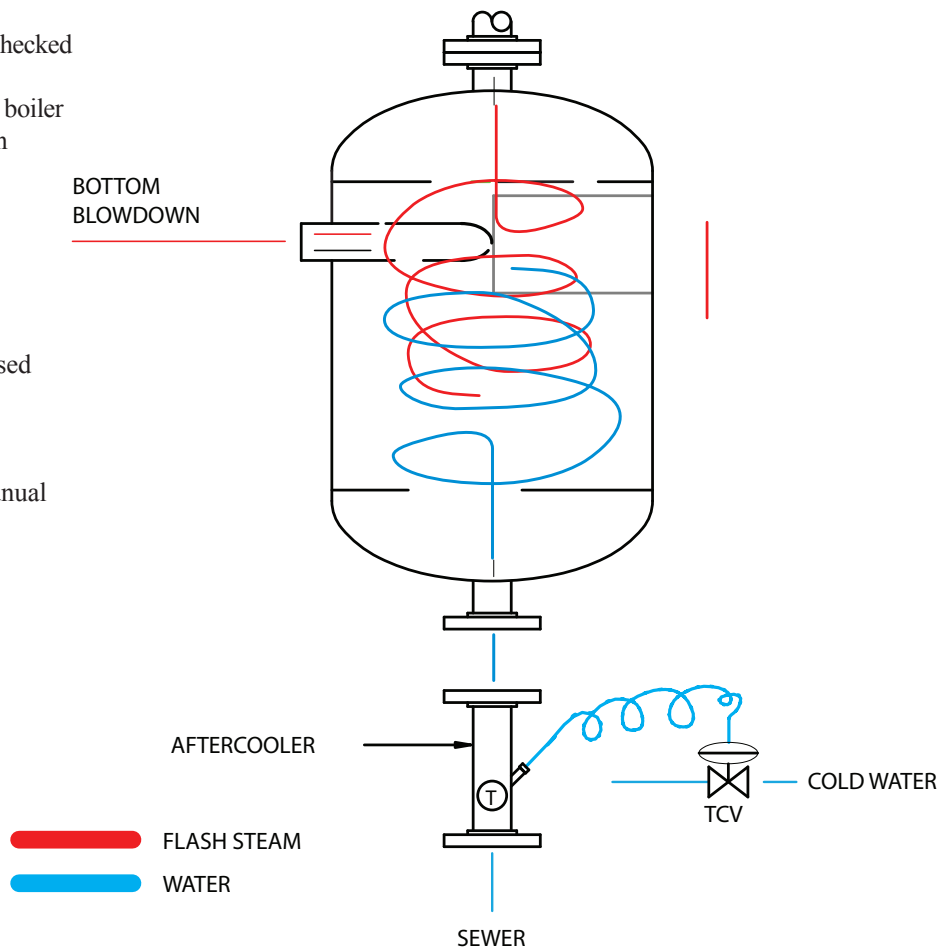 hecked
boiler
n
BOTTOM
BLOWDOWN
sed
nual
AFTERCOOLER
T
COLD WATER
TCV
FLASH STEAM
WATER
SEWER